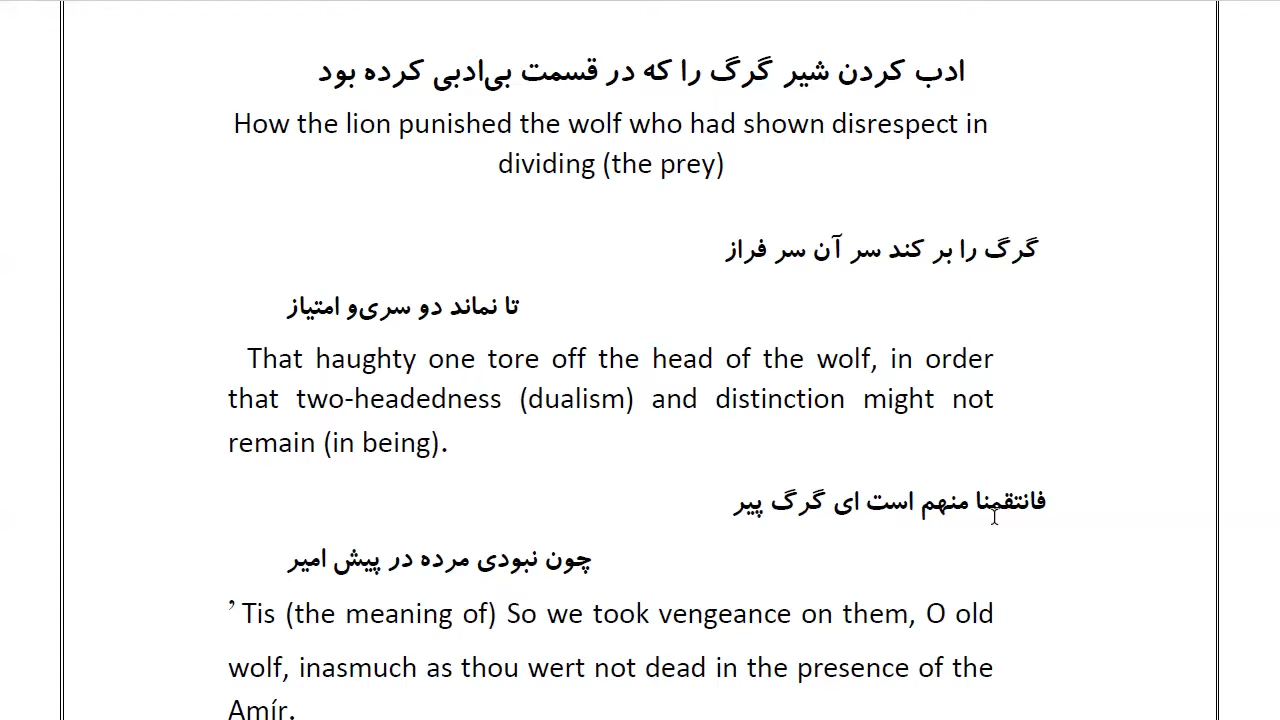 ادب کردن شیر گرگ را که در قسمت بی‌ادبی کرده بود
How the lion punished the wolf who had shown disrespect in
dividing (the prey)
گرگ را بر کند سر آن سر فراز
تا نماند دو سری‌و امتیاز
That haughty one tore off the head of the wolf, in order
that two-headedness (dualism) and distinction might not
remain (in being).
فانتقمنا منهم است ای گرگ پیر
چون نبودی مرده در پیش امیر
’Tis (the meaning of) So we took vengeance on them, O old
wolf, inasmuch as thou wert not dead in the presence of the
Amír.